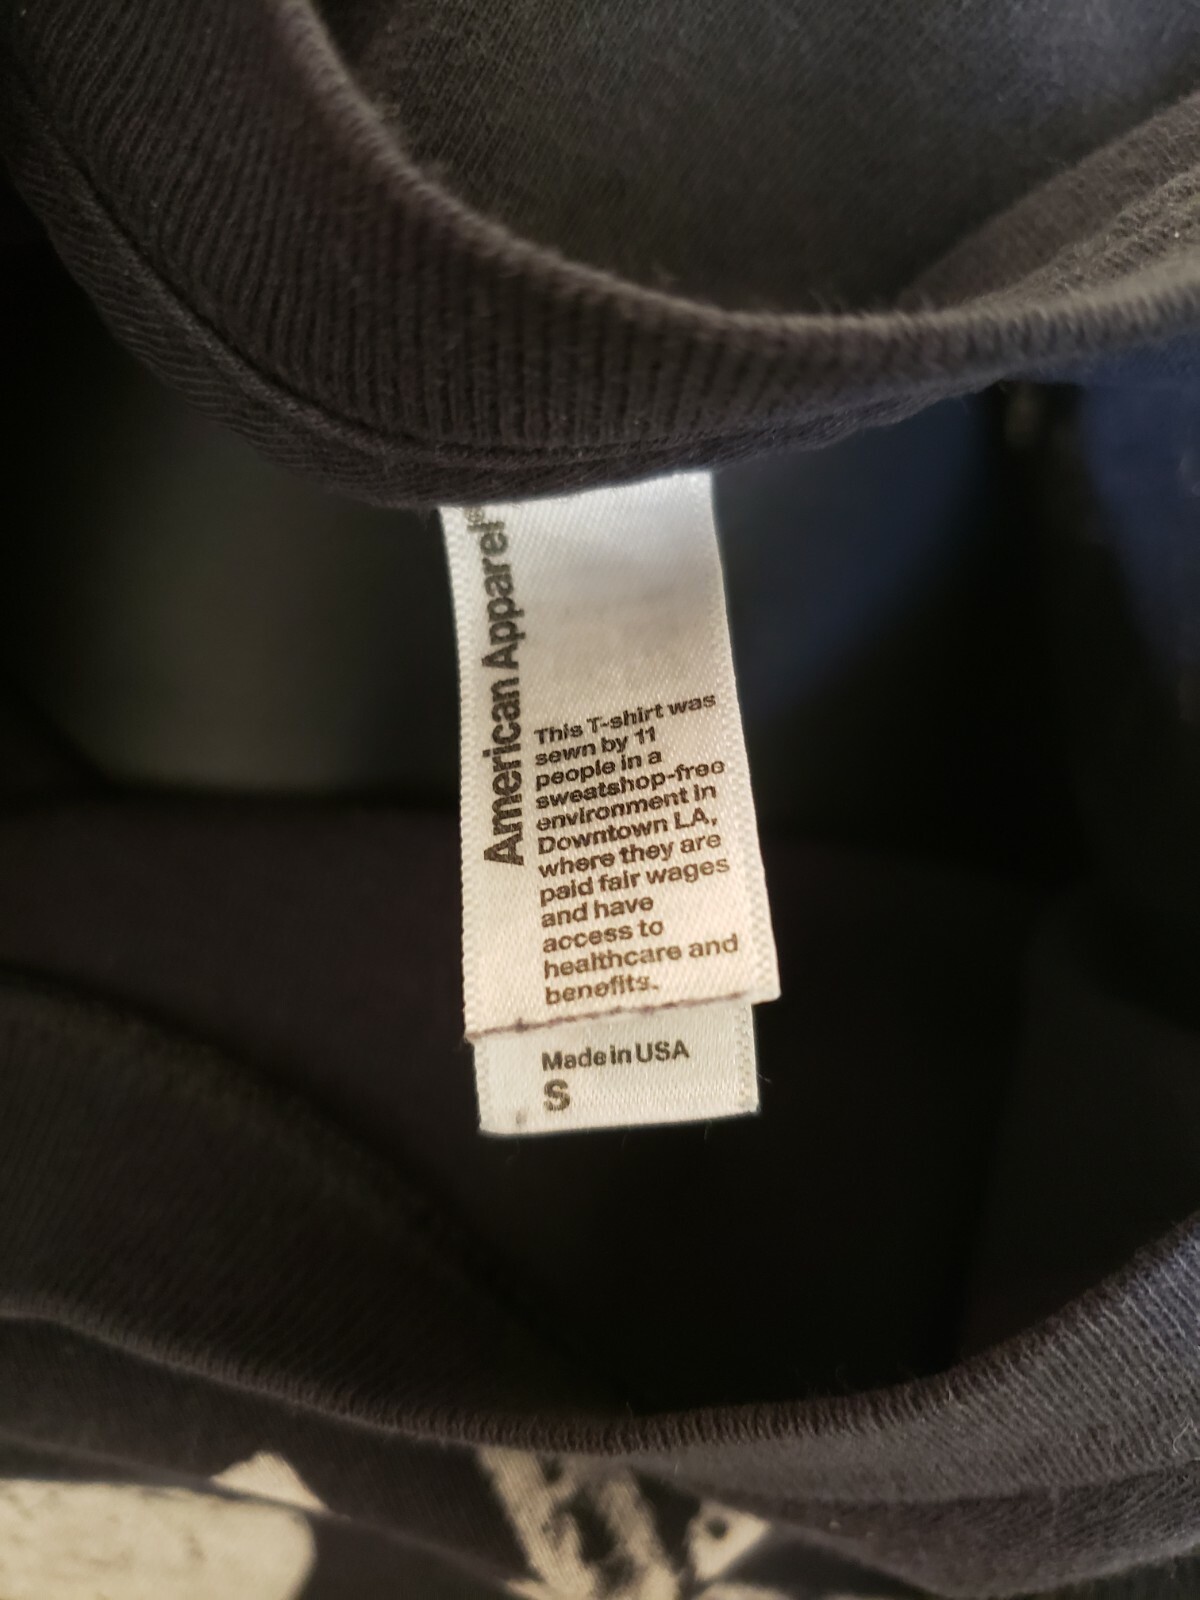 American Apparel®
This T-shirt was
sewn by 11
people in a
sweatshop-free
environment in
Downtown LA,
where they are
paid fair wages
and have
access to
healthcare and
benefits.
Made in USA
S